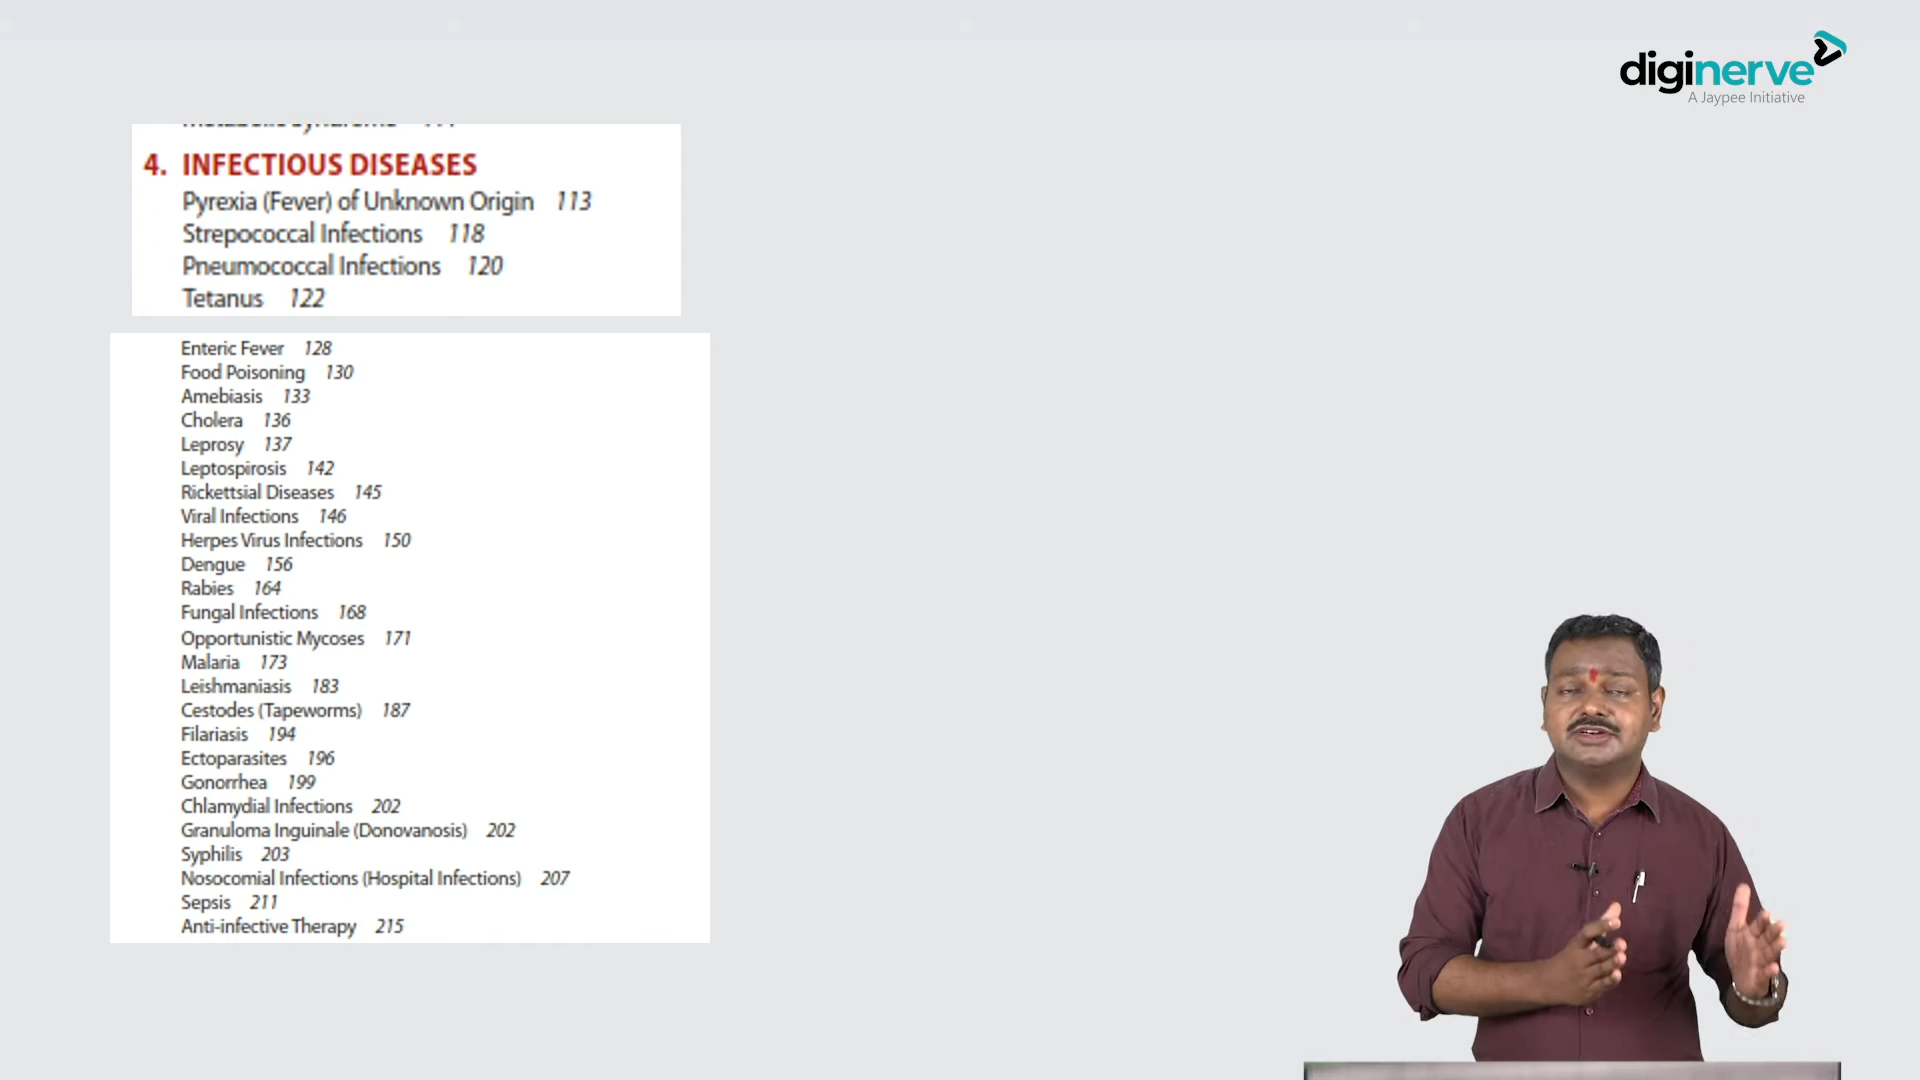 diginerve
A Jaypee Initiative
4. INFECTIOUS DISEASES
Pyrexia (Fever) of Unknown Origin 113
Strepococcal Infections 118
Pneumococcal Infections 120
Tetanus 122
Enteric Fever 128
Food Poisoning 130
Amebiasis 133
Cholera 136
Leprosy 137
Leptospirosis 142
Rickettsial Diseases 145
Viral Infections 146
Herpes Virus Infections 150
Dengue 156
Rabies 164
Fungal Infections 168
Opportunistic Mycoses 171
Malaria 173
Leishmaniasis 183
Cestodes (Tapeworms) 187
Filariasis 194
Ectoparasites 196
Gonorrhea 199
Chlamydial Infections 202
Granuloma Inguinale (Donovanosis) 202
Syphilis 203
Nosocomial Infections (Hospital Infections) 207
Sepsis 211
Anti-infective Therapy 215